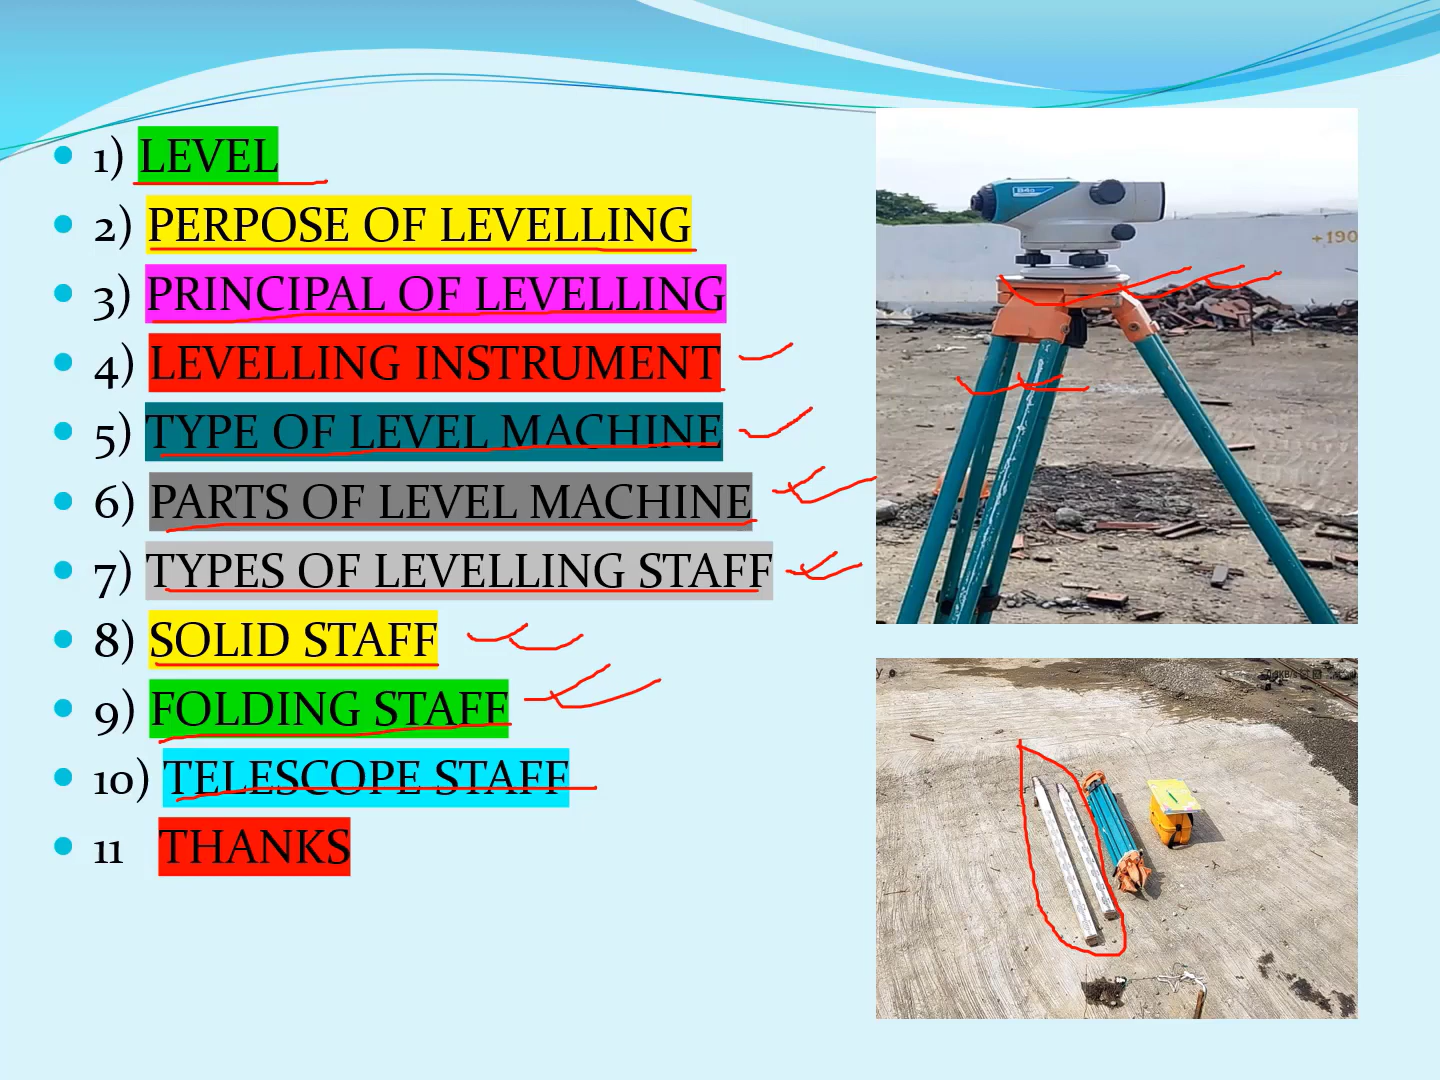 1) LEVEL
2) PERPOSE OF LEVELLING
3) PRINCIPAL OF LEVELLING
4) LEVELLING INSTRUMENT
5) TYPE OF LEVEL MACHINE
6) PARTS OF LEVEL MACHINE
7) TYPES OF LEVELLING STAFF
8) SOLID STAFF
9) FOLDING STAFF
10) TELESCOPE STAFF
11 THANKS
+190